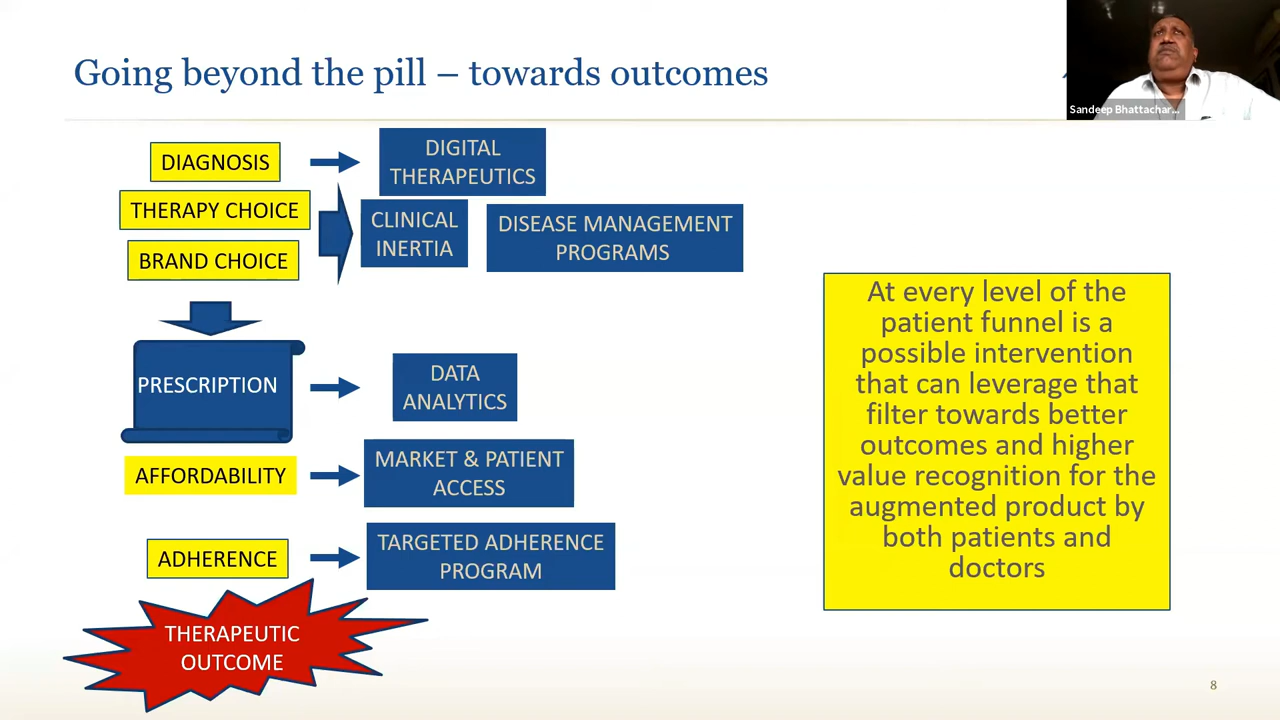 Going beyond the pill – towards outcomes
Sandeep Bhattachar...
DIAGNOSIS
DIGITAL
THERAPEUTICS
THERAPY CHOICE
BRAND CHOICE
CLINICAL
INERTIA
DISEASE MANAGEMENT
PROGRAMS
PRESCRIPTION
DATA
ANALYTICS
AFFORDABILITY
MARKET & PATIENT
ACCESS
ADHERENCE
TARGETED ADHERENCE
PROGRAM
THERAPEUTIC
OUTCOME
At every level of the
patient funnel is a
possible intervention
that can leverage that
filter towards better
outcomes and higher
value recognition for the
augmented product by
both patients and
doctors
8